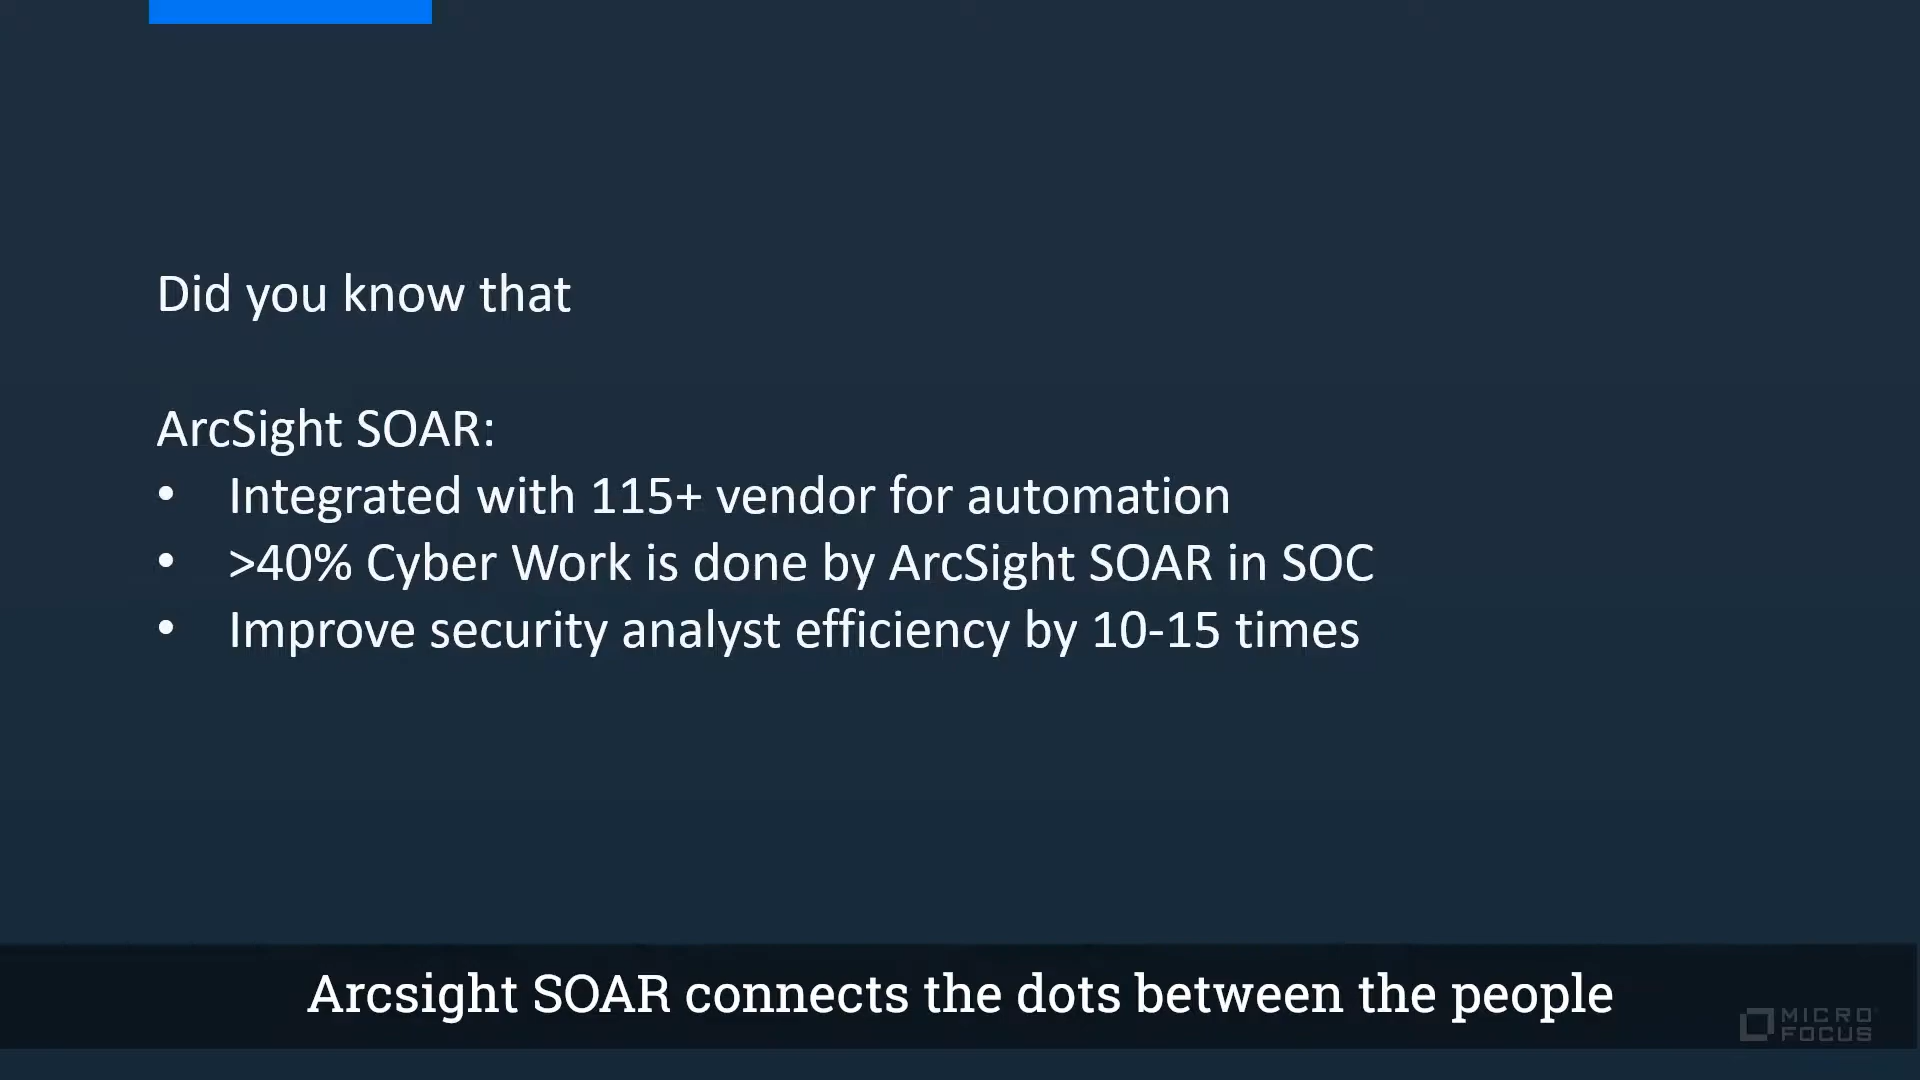 Did you know that
ArcSight SOAR:
• Integrated with 115+ vendor for automation
• >40% Cyber Work is done by ArcSight SOAR in SOC
• Improve security analyst efficiency by 10-15 times
Arcsight SOAR connects the dots between the people
MICRO
FOCUS